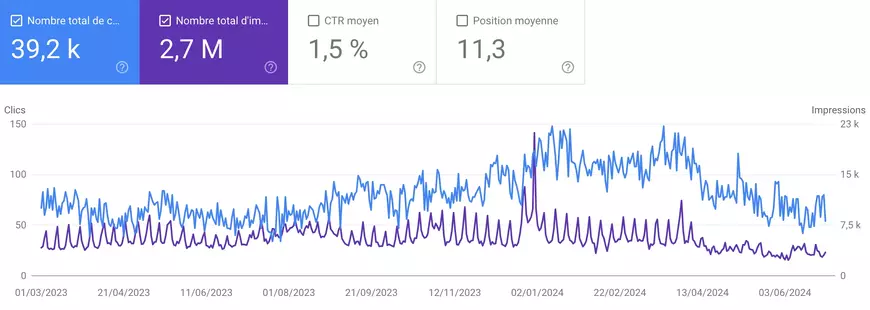 Nombre total de c...
39,2 k
Nombre total d'im...
2,7 M
CTR moyen
1,5 %
Position moyenne
11,3
Clics
Impressions
150
23 k
100
15 k
50
7,5 k
0
0
01/03/2023
21/04/2023
11/06/2023
01/08/2023
21/09/2023
12/11/2023
02/01/2024
22/02/2024
13/04/2024
03/06/2024